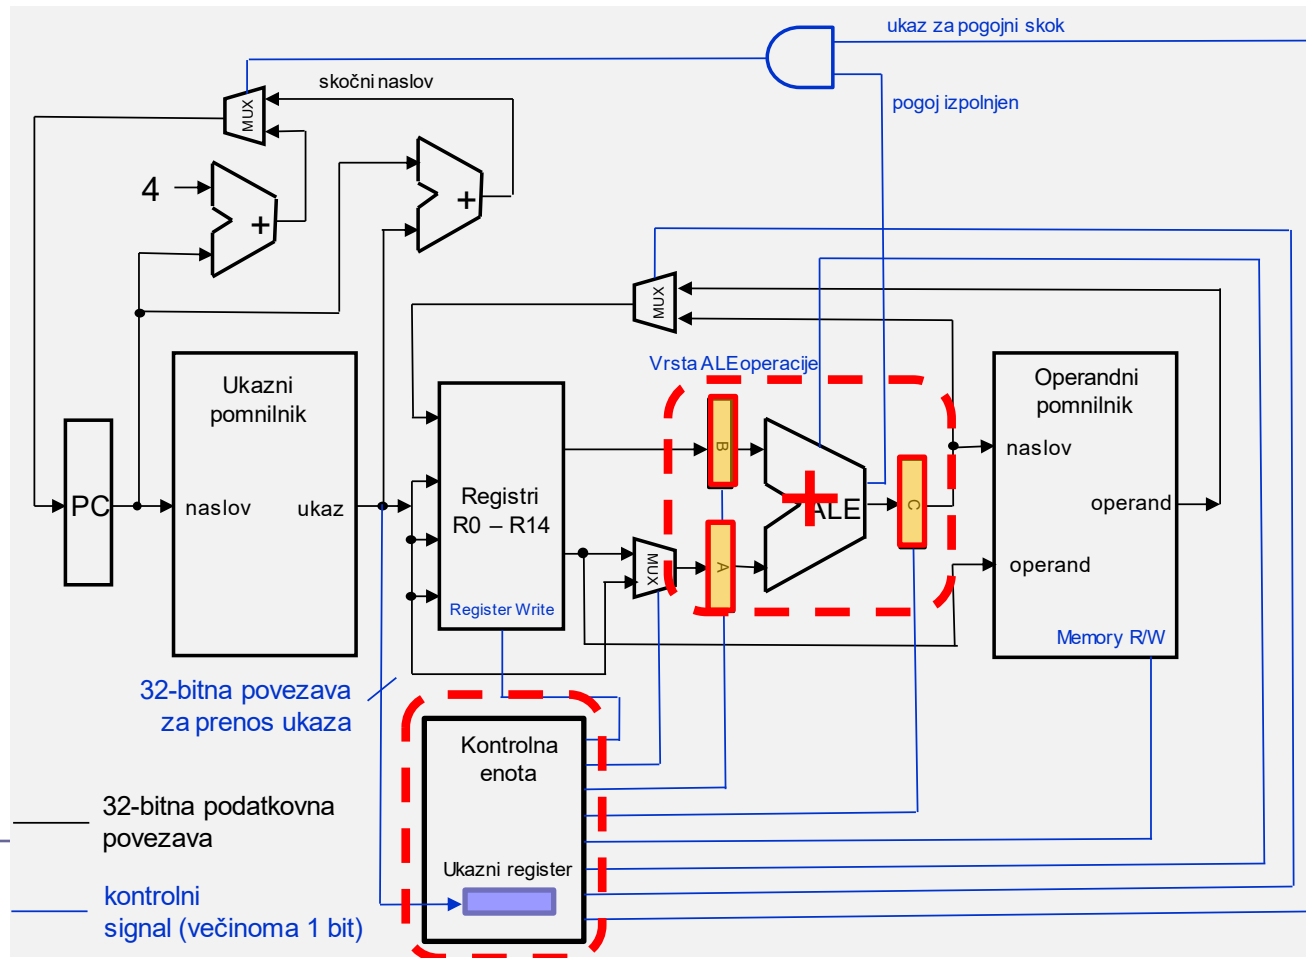 ukaz za pogojni skok
skočni naslov
MUX
pogoj izpolnjen
4
+
+
MUX
Vrsta ALE operacije
Ukazni
pomnilnik
Operandni
pomnilnik
B
naslov
PC
naslov
ukaz
Registri
R0 – R14
ALE
C
operand
MUX
A
operand
Register Write
Memory R/W
32-bitna povezava
za prenos ukaza
Kontrolna
enota
32-bitna podatkovna
povezava
Ukazni register
kontrolni
signal (večinoma 1 bit)